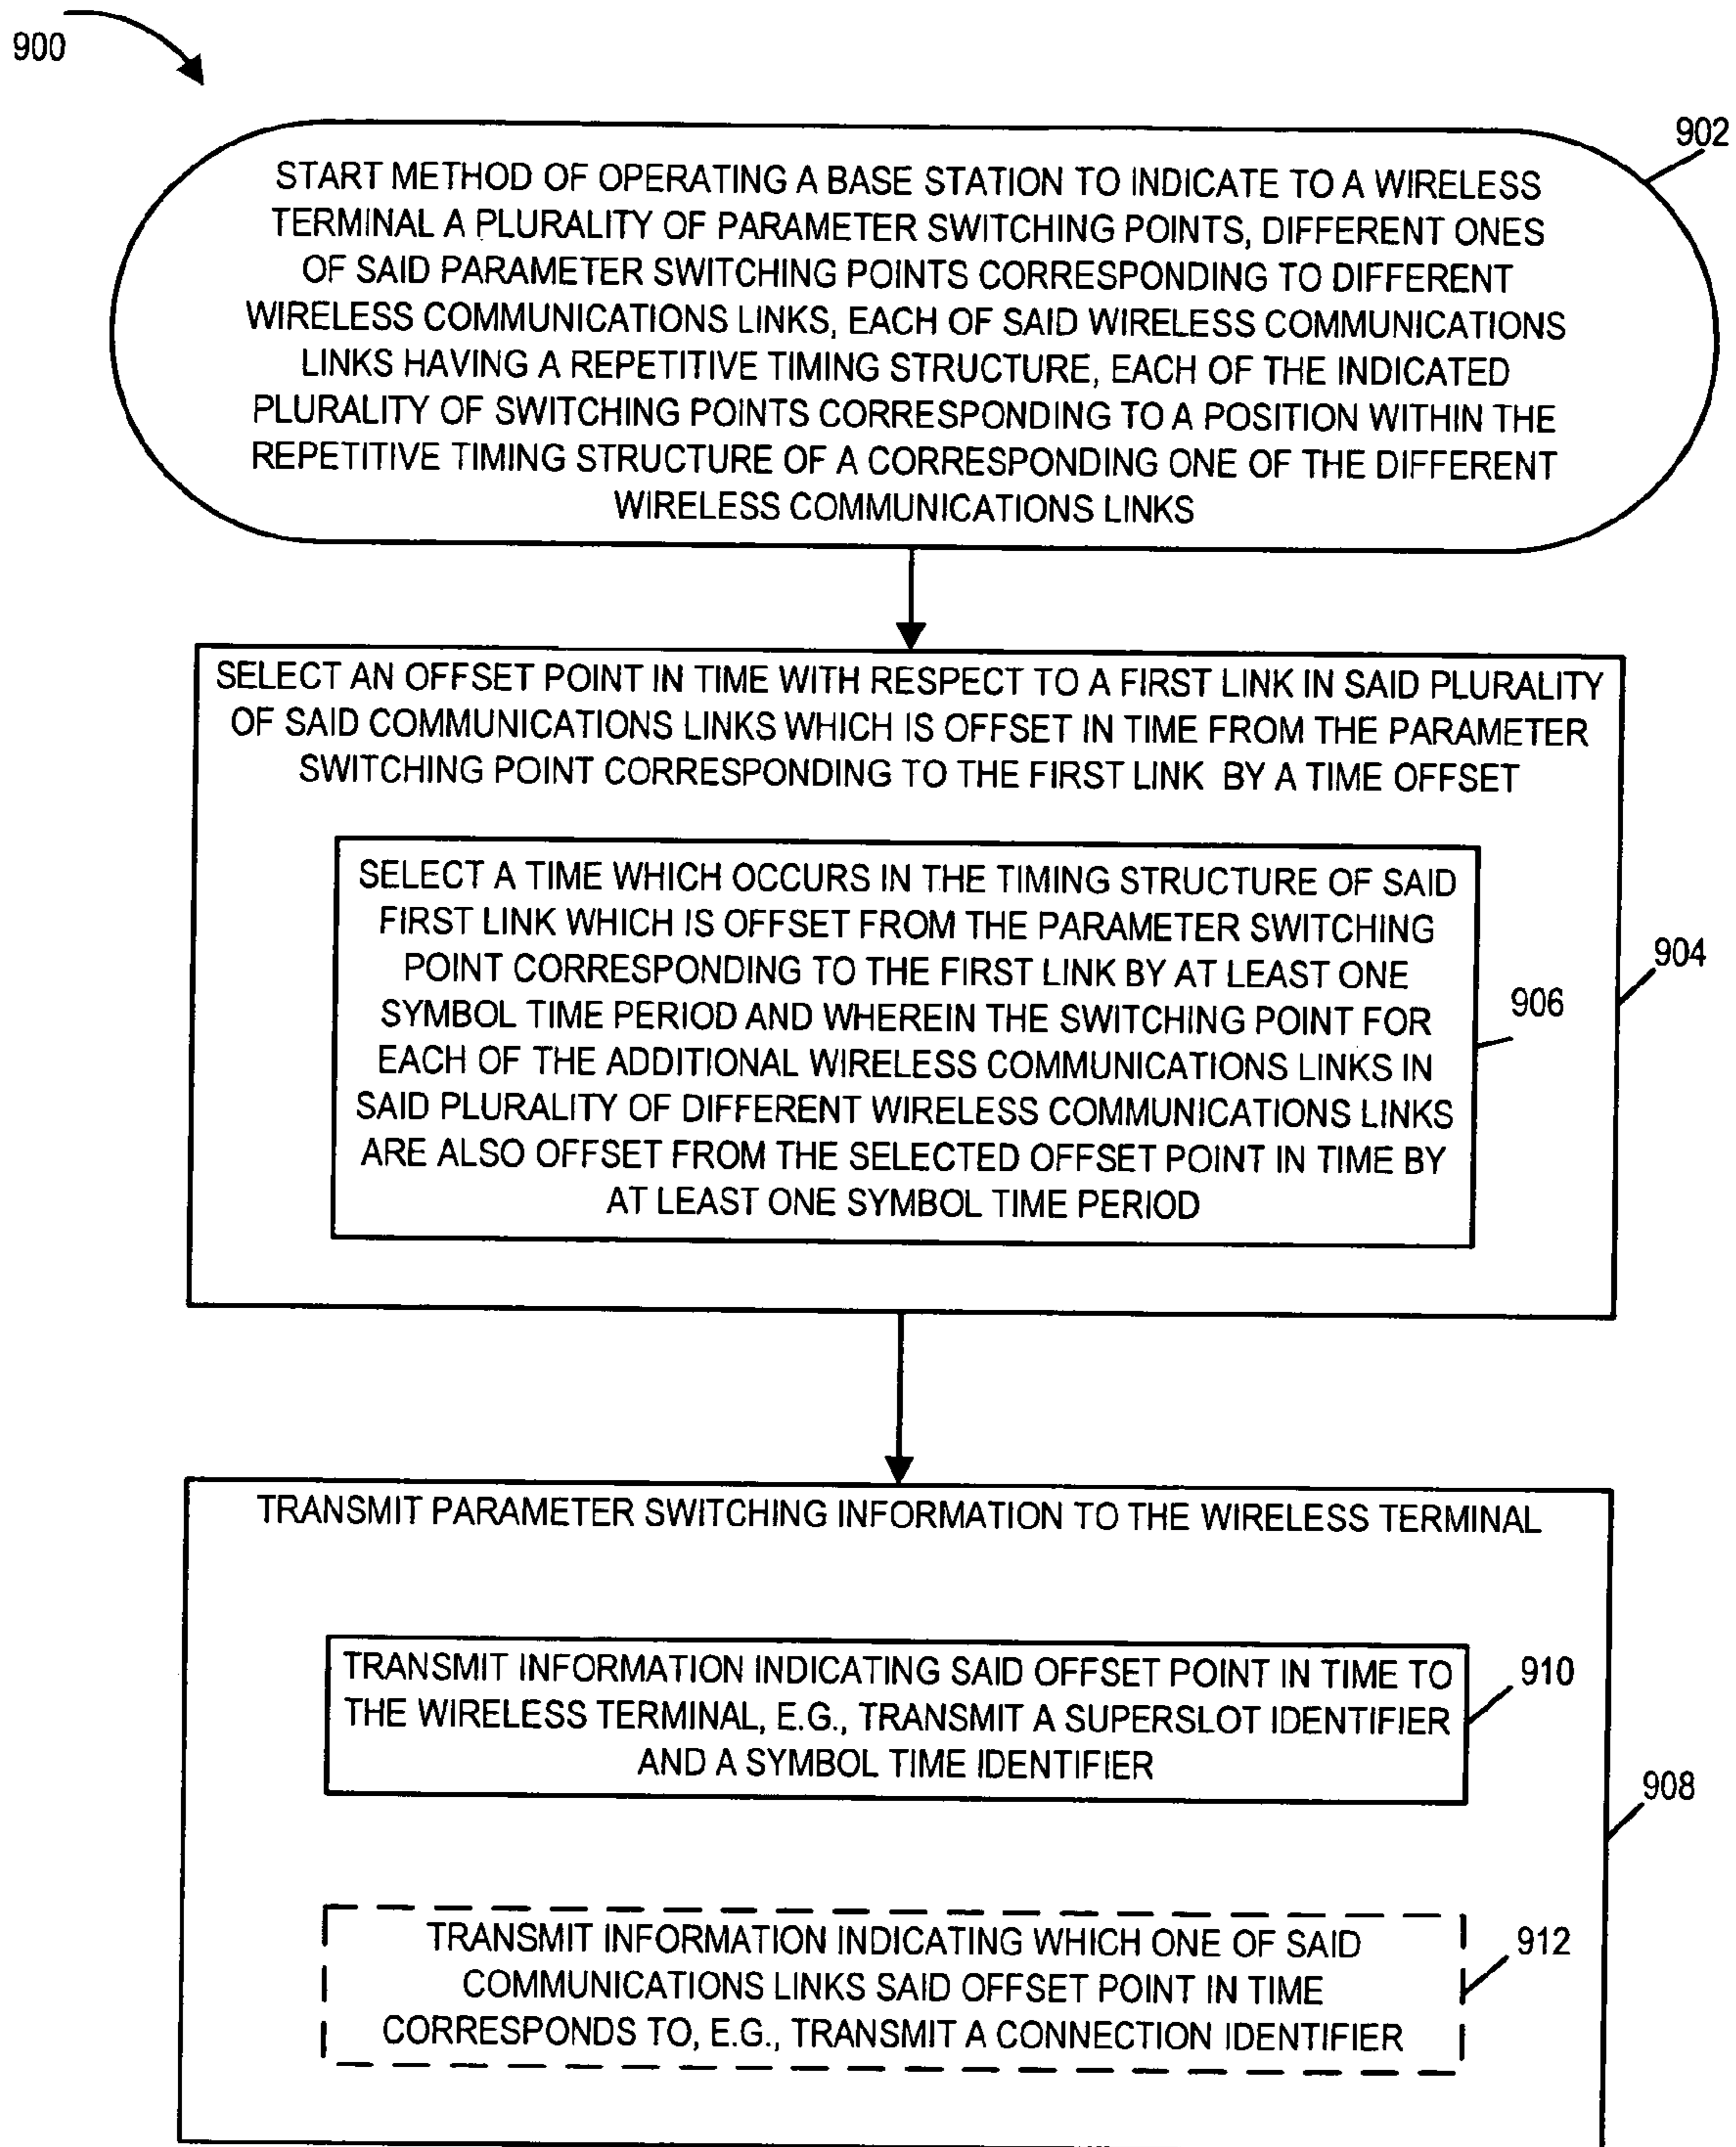 900
902
START METHOD OF OPERATING A BASE STATION TO INDICATE TO A WIRELESS
TERMINAL A PLURALITY OF PARAMETER SWITCHING POINTS, DIFFERENT ONES
OF SAID PARAMETER SWITCHING POINTS CORRESPONDING TO DIFFERENT
WIRELESS COMMUNICATIONS LINKS, EACH OF SAID WIRELESS COMMUNICATIONS
LINKS HAVING A REPETITIVE TIMING STRUCTURE, EACH OF THE INDICATED
PLURALITY OF SWITCHING POINTS CORRESPONDING TO A POSITION WITHIN THE
REPETITIVE TIMING STRUCTURE OF A CORRESPONDING ONE OF THE DIFFERENT
WIRELESS COMMUNICATIONS LINKS
SELECT AN OFFSET POINT IN TIME WITH RESPECT TO A FIRST LINK IN SAID PLURALITY
OF SAID COMMUNICATIONS LINKS WHICH IS OFFSET IN TIME FROM THE PARAMETER
SWITCHING POINT CORRESPONDING TO THE FIRST LINK BY A TIME OFFSET
SELECT A TIME WHICH OCCURS IN THE TIMING STRUCTURE OF SAID
FIRST LINK WHICH IS OFFSET FROM THE PARAMETER SWITCHING
POINT CORRESPONDING TO THE FIRST LINK BY AT LEAST ONE
SYMBOL TIME PERIOD AND WHEREIN THE SWITCHING POINT FOR
EACH OF THE ADDITIONAL WIRELESS COMMUNICATIONS LINKS IN
SAID PLURALITY OF DIFFERENT WIRELESS COMMUNICATIONS LINKS
ARE ALSO OFFSET FROM THE SELECTED OFFSET POINT IN TIME BY
AT LEAST ONE SYMBOL TIME PERIOD
904
906
TRANSMIT PARAMETER SWITCHING INFORMATION TO THE WIRELESS TERMINAL
TRANSMIT INFORMATION INDICATING SAID OFFSET POINT IN TIME TO
THE WIRELESS TERMINAL, E.G., TRANSMIT A SUPERSLOT IDENTIFIER
AND A SYMBOL TIME IDENTIFIER
910
908
TRANSMIT INFORMATION INDICATING WHICH ONE OF SAID
COMMUNICATIONS LINKS SAID OFFSET POINT IN TIME
CORRESPONDS TO, E.G., TRANSMIT A CONNECTION IDENTIFIER
912